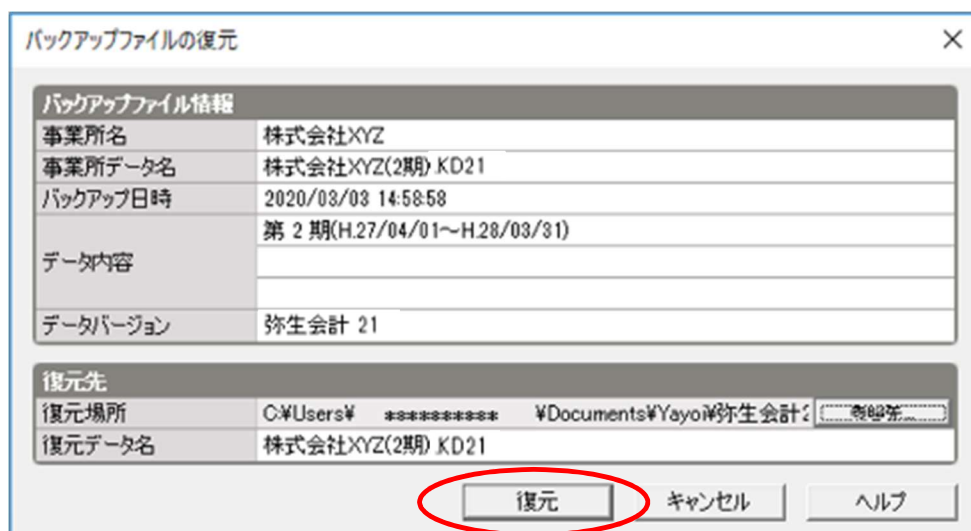 バックアップファイルの復元
バックアップファイル情報
事業所名 株式会社XYZ
事業所データ名 株式会社XYZ(2期).KD21
バックアップ日時 2020/03/03 14:58:58
データ内容 第 2 期(H.27/04/01～H.28/03/31)
データバージョン 弥生会計 21
復元先
復元場所 C:¥Users¥ ********** ¥Documents¥Yayoi¥弥生会計2
復元データ名 株式会社XYZ(2期).KD21
復元 キャンセル ヘルプ